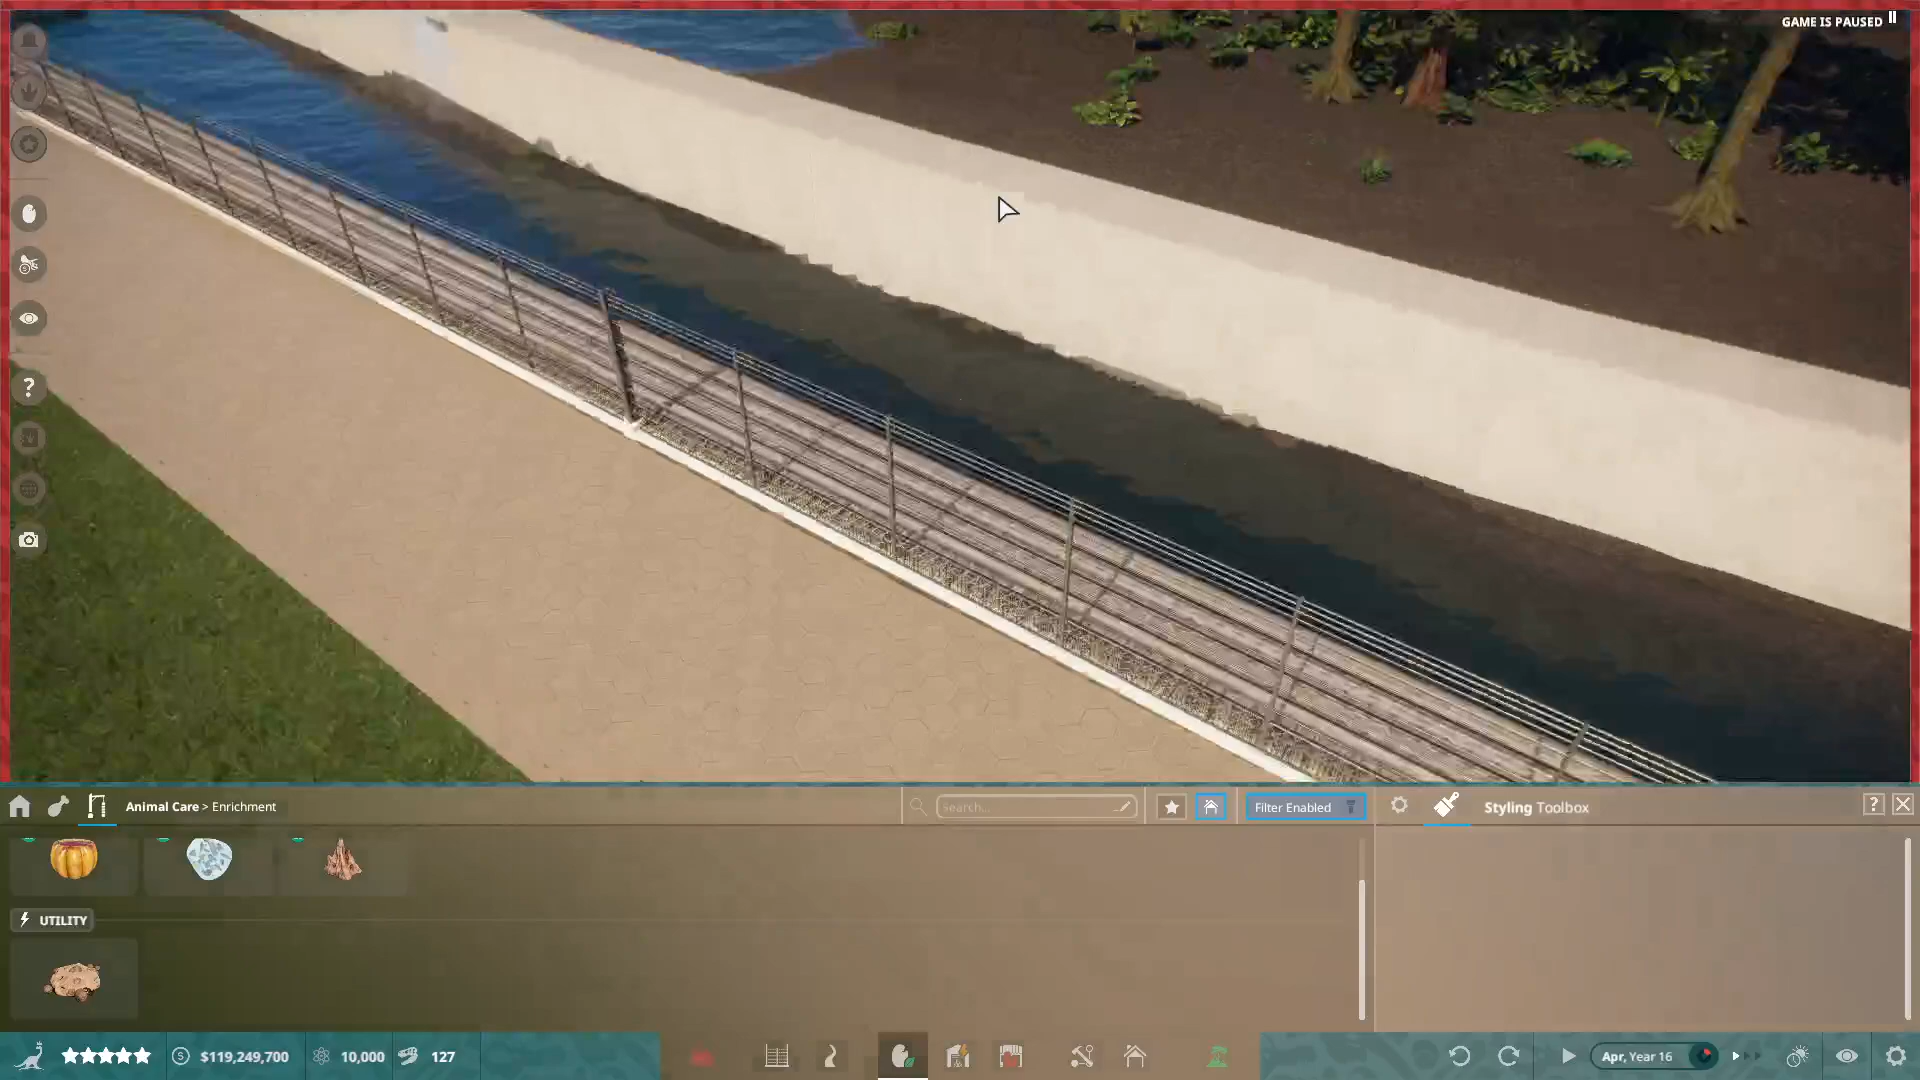 GAME IS PAUSED
Animal Care > Enrichment
Search...
Filter Enabled
Styling Toolbox
?
?
UTILITY
$119,249,700
10,000
127
Apr, Year 16